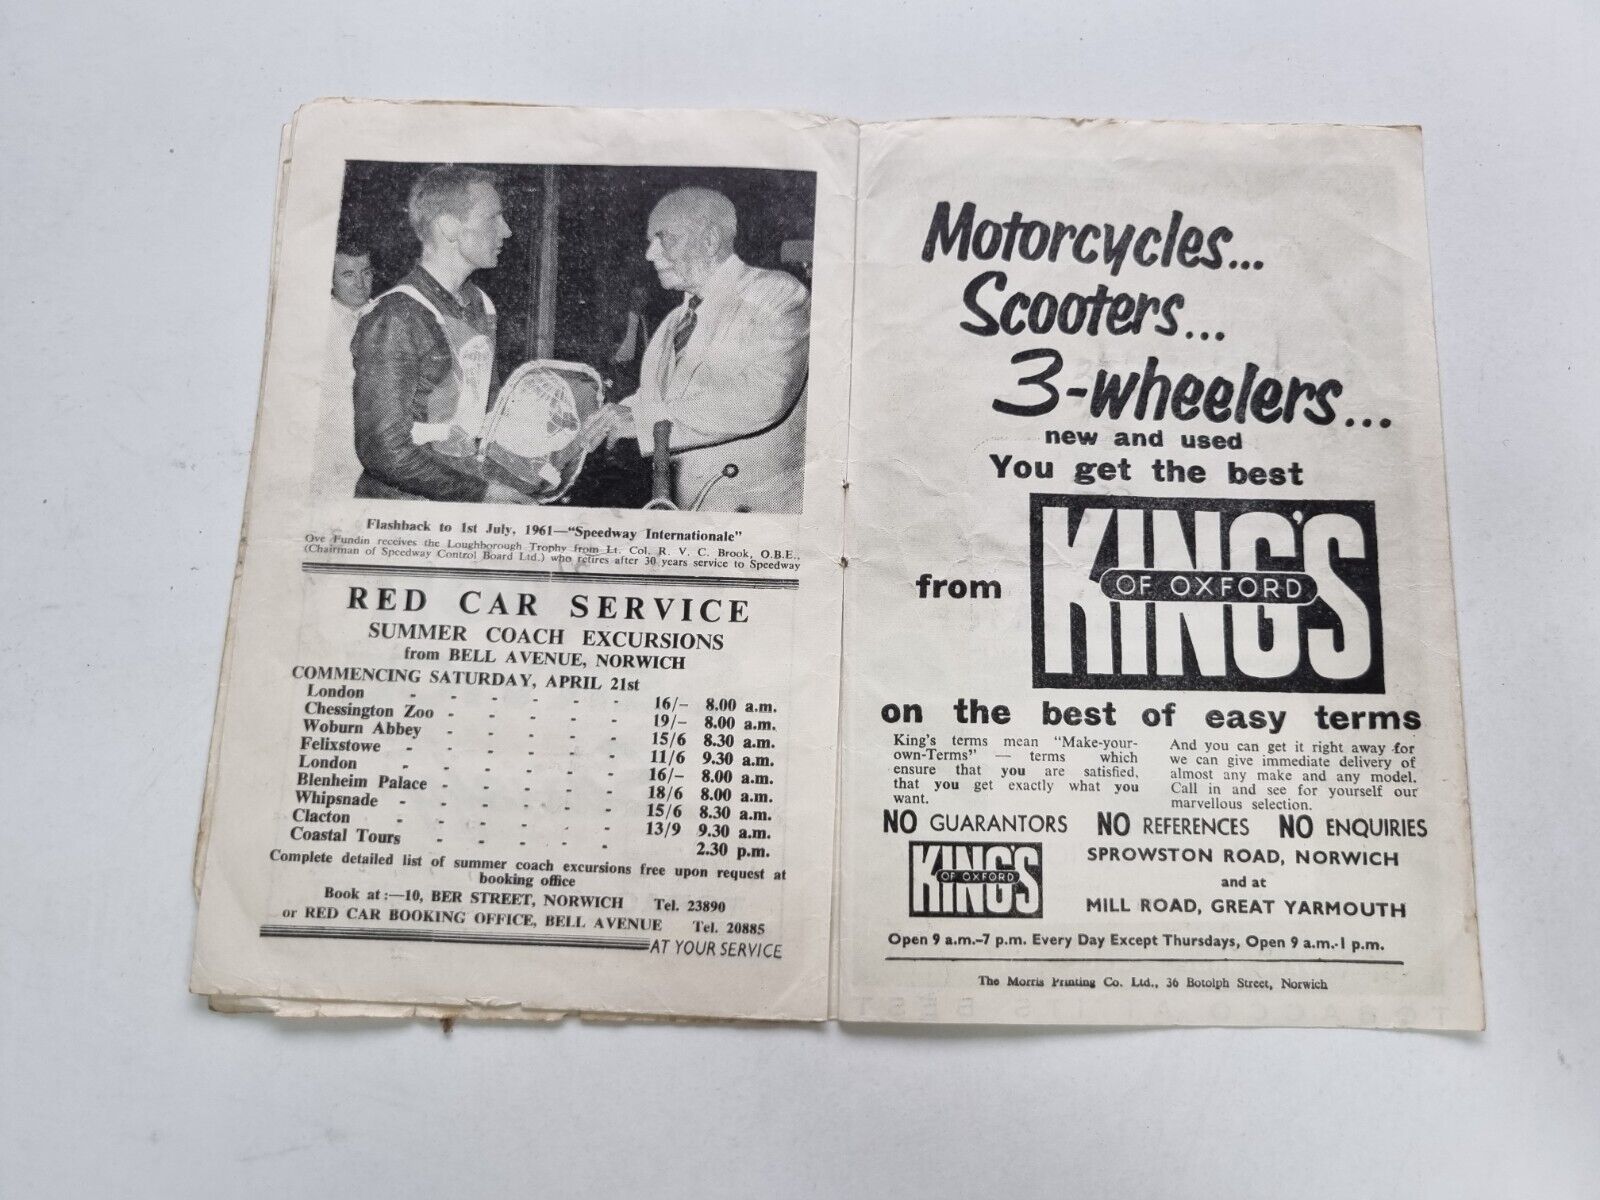 Flashback to 1st July, 1961—"Speedway Internationale"
Ove Fundin receives the Loughborough Trophy from Lt. Col. R. V. C. Brook, O.B.E.,
(Chairman of Speedway Control Board Ltd.) who retires after 30 years service to Speedway
RED CAR SERVICE
SUMMER COACH EXCURSIONS
from BELL AVENUE, NORWICH
COMMENCING SATURDAY, APRIL 21st
London - - - - - 16/- 8.00 a.m.
Chessington Zoo - - - - 19/- 8.00 a.m.
Woburn Abbey - - - - 15/6 8.30 a.m.
Felixstowe - - - - - 11/6 9.30 a.m.
London - - - - - 16/- 8.00 a.m.
Blenheim Palace - - - - 18/6 8.00 a.m.
Whipsnade - - - - - 15/6 8.30 a.m.
Clacton - - - - - 13/9 9.30 a.m.
Coastal Tours - - - - - 2.30 p.m.
Complete detailed list of summer coach excursions free upon request at
booking office
Book at :—10, BER STREET, NORWICH Tel. 23890
or RED CAR BOOKING OFFICE, BELL AVENUE Tel. 20885
AT YOUR SERVICE
Motorcycles...
Scooters...
3-wheelers...
new and used
You get the best
from KING'S
OF OXFORD
on the best of easy terms
King's terms mean "Make-your-
own-Terms" — terms which
ensure that you are satisfied,
that you get exactly what you
want.
And you can get it right away for
we can give immediate delivery of
almost any make and any model.
Call in and see for yourself our
marvellous selection.
NO GUARANTORS NO REFERENCES NO ENQUIRIES
KING'S
OF OXFORD
SPROWSTON ROAD, NORWICH
and at
MILL ROAD, GREAT YARMOUTH
Open 9 a.m.-7 p.m. Every Day Except Thursdays, Open 9 a.m.-1 p.m.
The Morris Printing Co. Ltd., 36 Botolph Street, Norwich